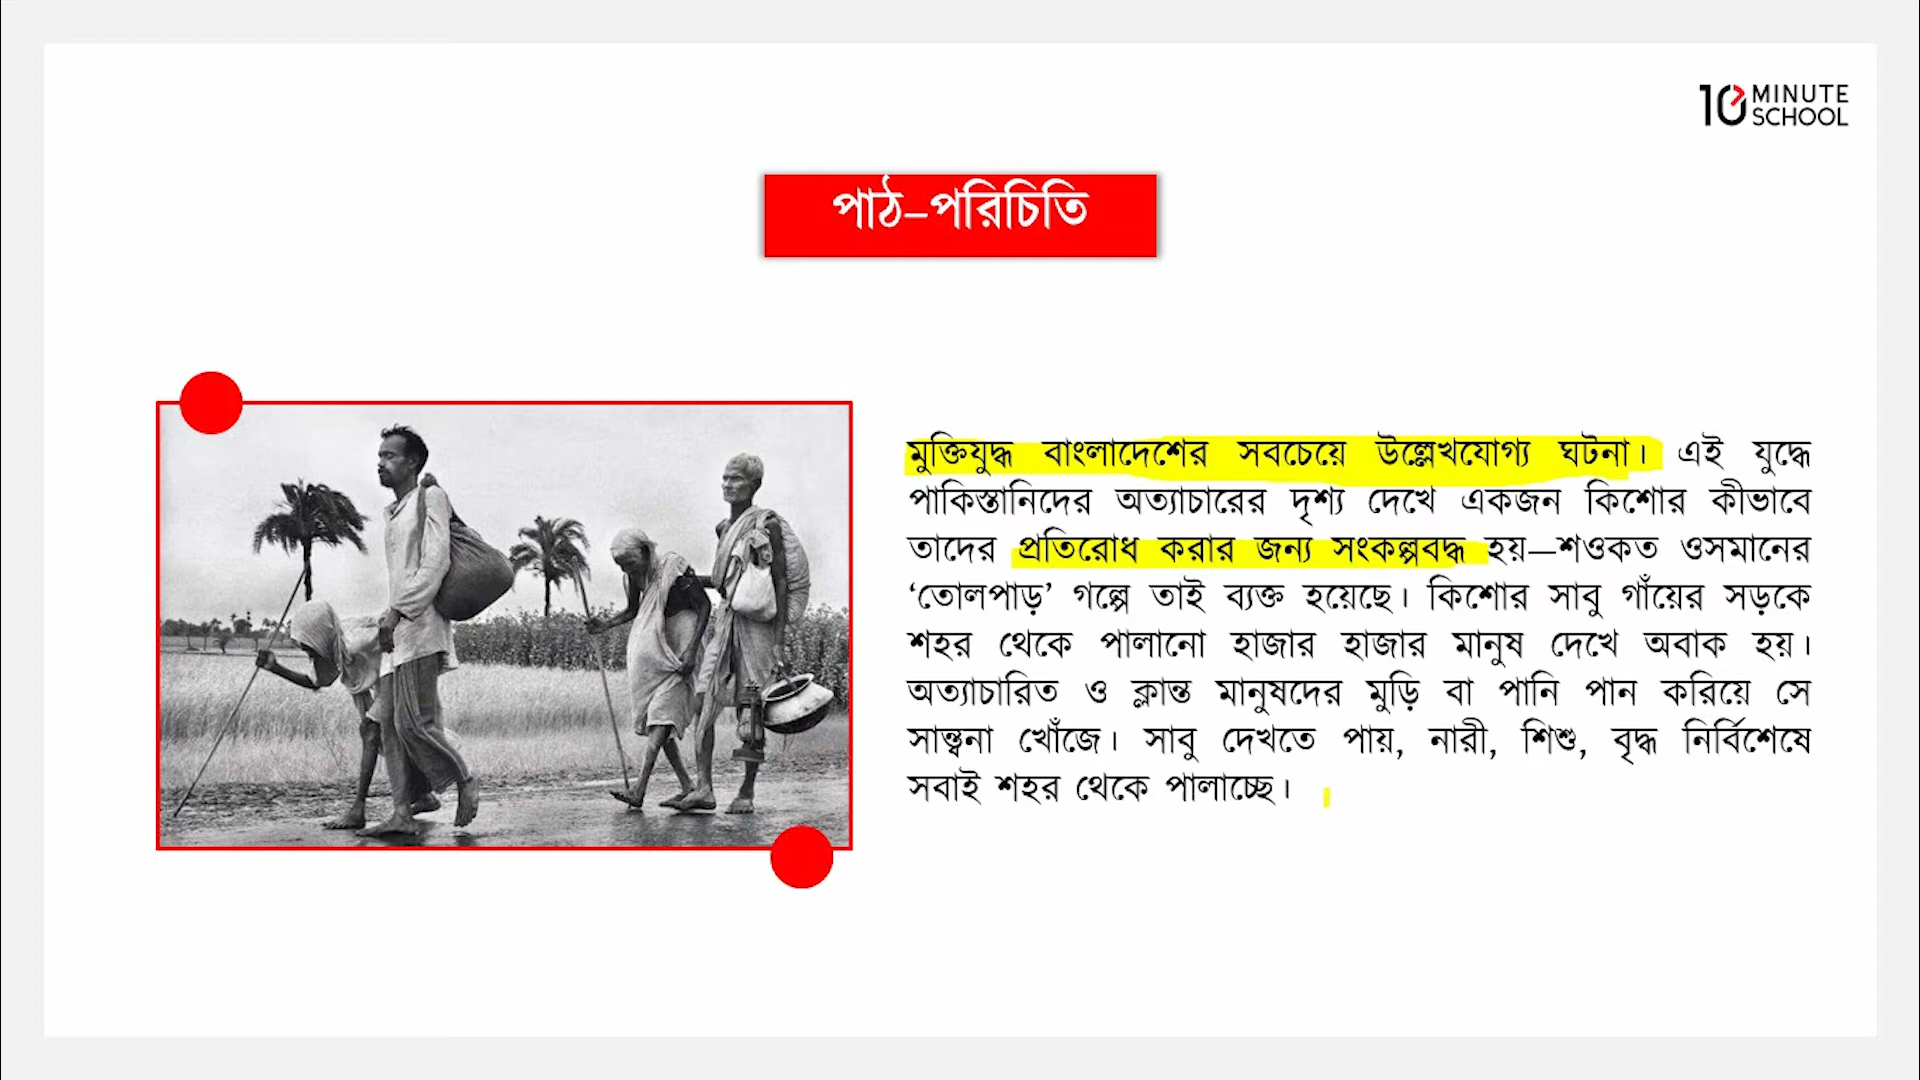 10 MINUTE
SCHOOL
পাঠ–পরিচিতি
মুক্তিযুদ্ধ বাংলাদেশের সবচেয়ে উল্লেখযোগ্য ঘটনা। এই যুদ্ধে
পাকিস্তানিদের অত্যাচারের দৃশ্য দেখে একজন কিশোর কীভাবে
তাদের প্রতিরোধ করার জন্য সংকল্পবদ্ধ হয়—শওকত ওসমানের
‘তোলপাড়’ গল্পে তাই ব্যক্ত হয়েছে। কিশোর সাবু গাঁয়ের সড়কে
শহর থেকে পালানো হাজার হাজার মানুষ দেখে অবাক হয়।
অত্যাচারিত ও ক্লান্ত মানুষদের মুড়ি বা পানি পান করিয়ে সে
সান্ত্বনা খোঁজে। সাবু দেখতে পায়, নারী, শিশু, বৃদ্ধ নির্বিশেষে
সবাই শহর থেকে পালাচ্ছে।